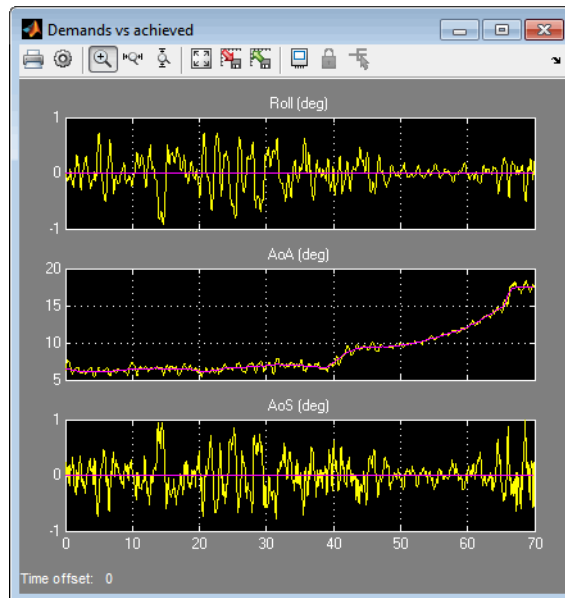 Demands vs achieved
Roll (deg)
1
0
-1
AoA (deg)
20
15
10
5
AoS (deg)
1
0
-1
0 10 20 30 40 50 60 70
Time offset: 0